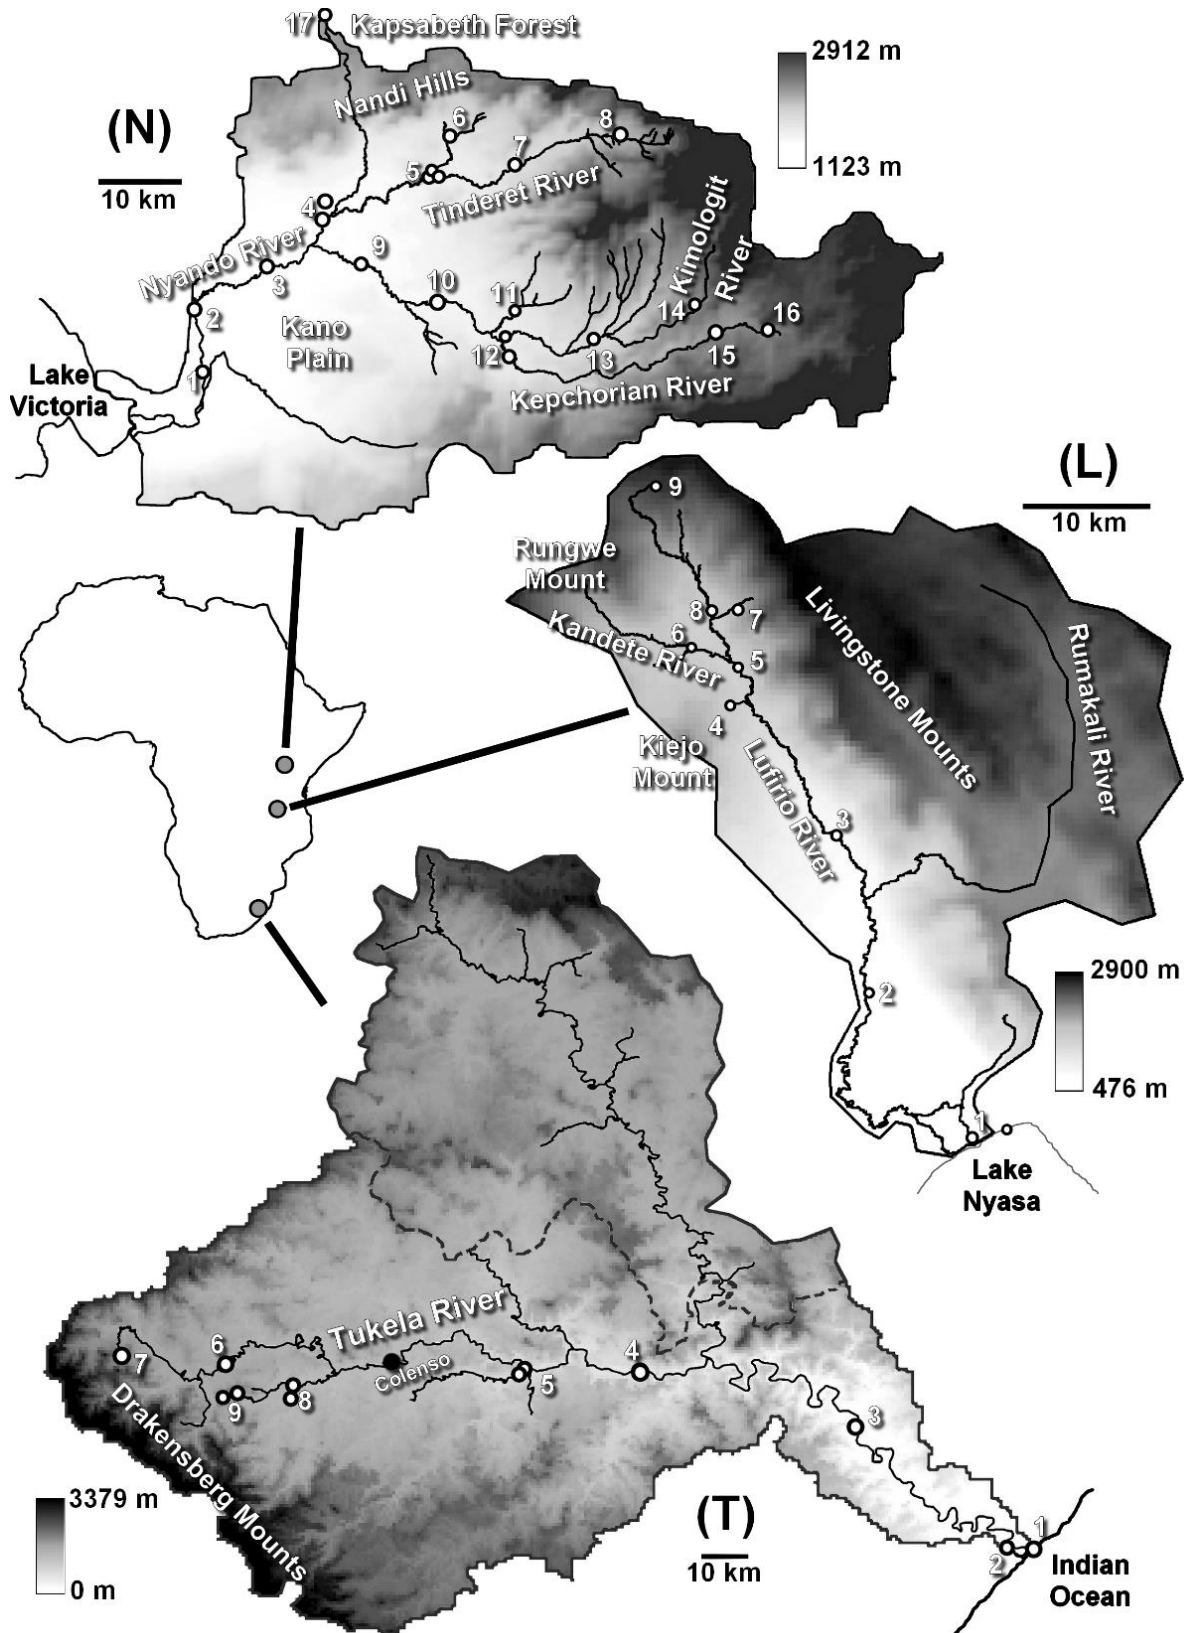 17
Kapsabeth Forest
2912 m
1123 m
(N)
10 km
Nandi Hills
6
8
7
5
Tinderet River
4
Nyando River
3
9
Kimologit
River
10
11
14
16
2
Kano
Plain
12
13
15
Kepchorian River
1
Lake
Victoria
(L)
10 km
9
Rungwe
Mount
8
7
Kandete River
6
5
4
Kiejo
Mount
Livingstone Mounts
Rumakali River
Lufirio River
3
2
2900 m
476 m
1
Lake
Nyasa
Tukela River
Colenso
6
7
4
5
9
8
Drakensberg Mounts
3
3379 m
0 m
(T)
10 km
1
2
Indian
Ocean